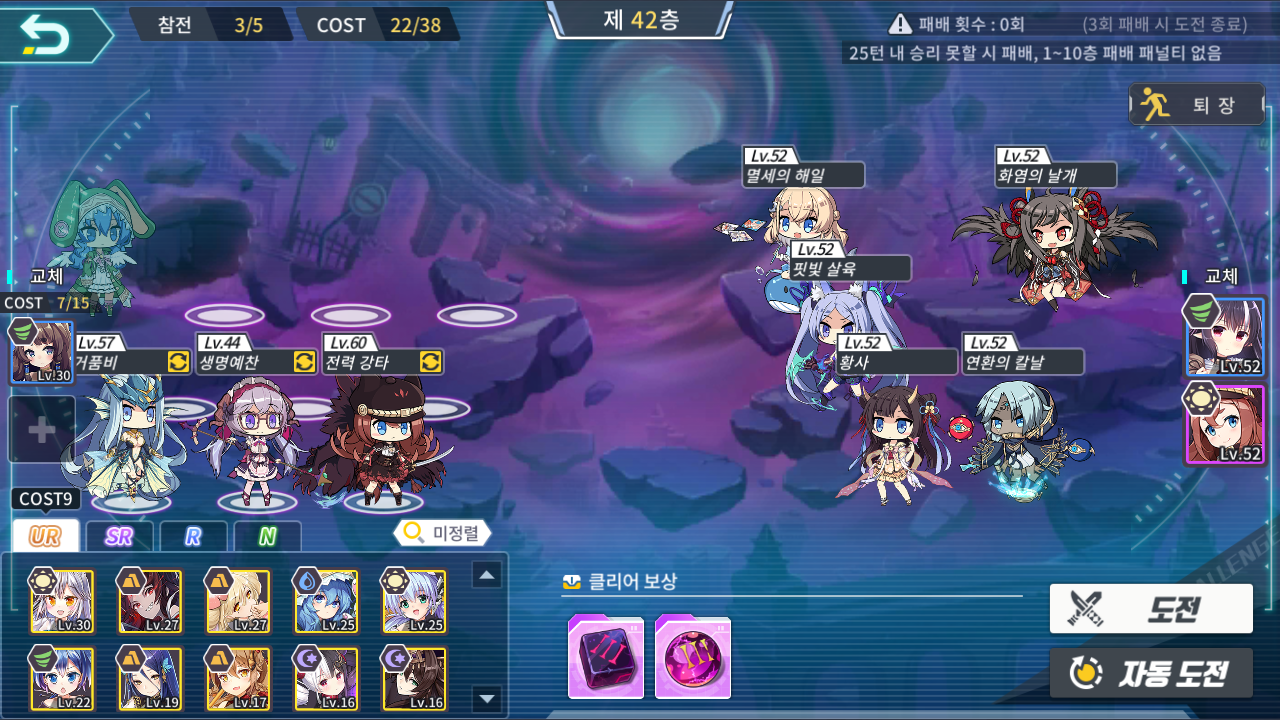 참전 3/5
COST 22/38
제 42층
패배 횟수 : 0회 (3회 패배 시 도전 종료)
25턴 내 승리 못할 시 패배, 1~10층 패배 패널티 없음
퇴 장
Lv.52
멸세의 해일
Lv.52
화염의 날개
Lv.52
핏빛 살육
교체
COST 7/15
Lv.30
교체
Lv.52
Lv.52
Lv.57
거품비
Lv.44
생명예찬
Lv.60
전력 강타
Lv.52
황사
Lv.52
연환의 칼날
COST9
UR
SR
R
N
미정렬
Lv.30
Lv.27
Lv.27
Lv.25
Lv.25
Lv.22
Lv.19
Lv.17
Lv.16
Lv.16
클리어 보상
III
III
CHALLENGE
도전
자동 도전